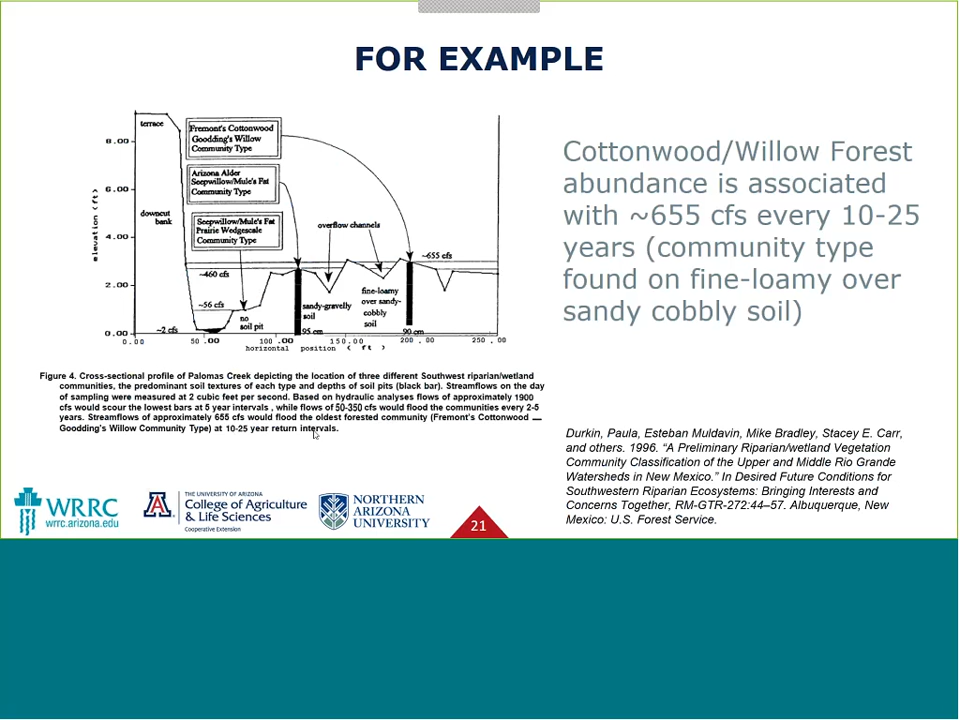 FOR EXAMPLE
terrace
8.00
6.00
4.00
2.00
0.00
elevation (ft)
downcut
bank
Fremont's Cottonwood
Goodding's Willow
Community Type
Arizona Alder
Seepwillow/Mule's Fat
Community Type
Seepwillow/Mule's Fat
Prairie Wedgescale
Community Type
overflow channels
~655 cfs
~460 cfs
~56 cfs
~2 cfs
no
soil pit
sandy-gravelly
soil
95 cm
fine-loamy
over sandy-
cobbly
soil
90 cm
0.00 50.00 100.00 150.00 200.00 250.00
horizontal position ( ft )
Figure 4. Cross-sectional profile of Palomas Creek depicting the location of three different Southwest riparian/wetland
communities, the predominant soil textures of each type and depths of soil pits (black bar). Streamflows on the day
of sampling were measured at 2 cubic feet per second. Based on hydraulic analyses flows of approximately 1900
cfs would scour the lowest bars at 5 year intervals , while flows of 50-350 cfs would flood the communities every 2-5
years. Streamflows of approximately 655 cfs would flood the oldest forested community (Fremont's Cottonwood —
Goodding's Willow Community Type) at 10-25 year return intervals.
Cottonwood/Willow Forest
abundance is associated
with ~655 cfs every 10-25
years (community type
found on fine-loamy over
sandy cobbly soil)
Durkin, Paula, Esteban Muldavin, Mike Bradley, Stacey E. Carr,
and others. 1996. “A Preliminary Riparian/wetland Vegetation
Community Classification of the Upper and Middle Rio Grande
Watersheds in New Mexico.” In Desired Future Conditions for
Southwestern Riparian Ecosystems: Bringing Interests and
Concerns Together, RM-GTR-272:44–57. Albuquerque, New
Mexico: U.S. Forest Service.
WRRC
wrrc.arizona.edu
A
THE UNIVERSITY OF ARIZONA
College of Agriculture
& Life Sciences
Cooperative Extension
NORTHERN
ARIZONA
UNIVERSITY
21